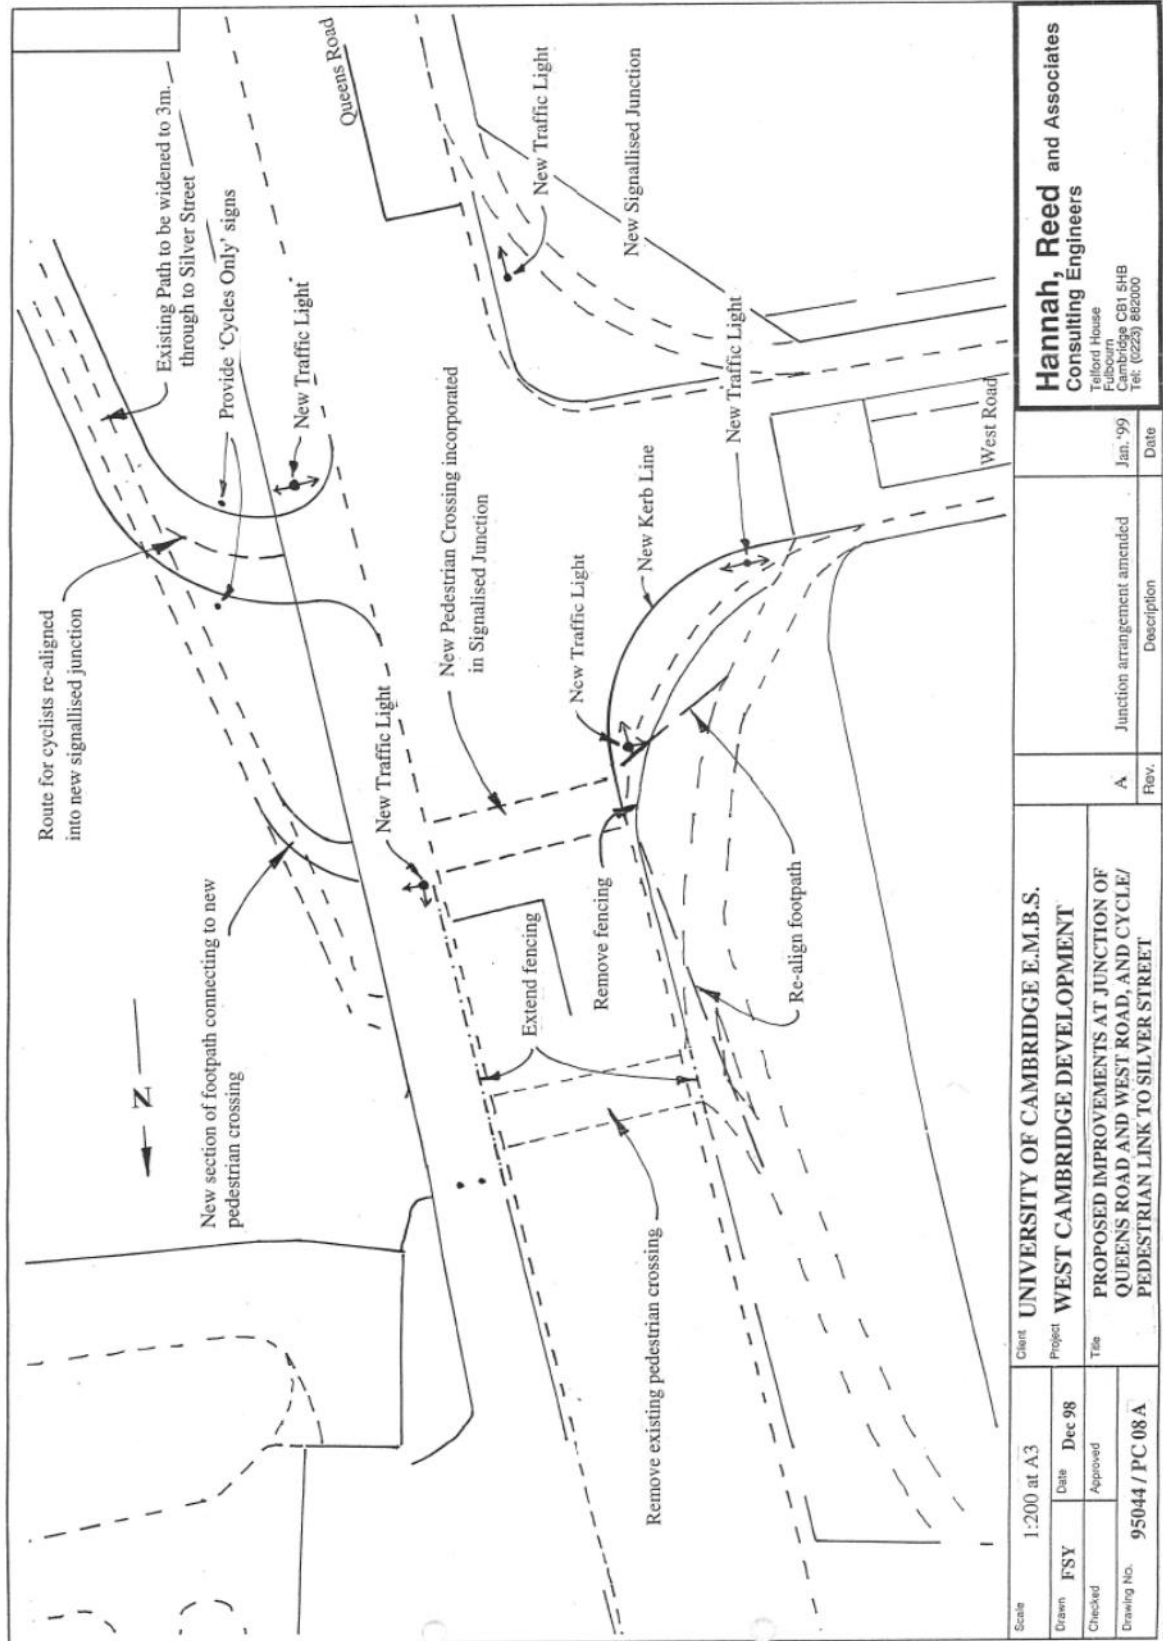 Route for cyclists re-aligned
into new signallised junction
Existing Path to be widened to 3m.
through to Silver Street
Provide 'Cycles Only' signs
New Traffic Light
Queens Road
New Traffic Light
New Signallised Junction
New section of footpath connecting to new
pedestrian crossing
N
New Traffic Light
New Pedestrian Crossing incorporated
in Signalised Junction
New Traffic Light
New Kerb Line
New Traffic Light
West Road
Extend fencing
Remove fencing
Re-align footpath
Remove existing pedestrian crossing
Scale
1:200 at A3
Drawn
FSY
Date
Dec 98
Checked
Approved
Drawing No.
95044 / PC 08 A
Client
UNIVERSITY OF CAMBRIDGE E.M.B.S.
Project
WEST CAMBRIDGE DEVELOPMENT
Title
PROPOSED IMPROVEMENTS AT JUNCTION OF
QUEENS ROAD AND WEST ROAD, AND CYCLE/
PEDESTRIAN LINK TO SILVER STREET
A
Junction arrangement amended
Jan. '99
Rev.
Description
Date
Hannah, Reed and Associates
Consulting Engineers
Telford House
Fulbourn
Cambridge CB1 5HB
Tel: (0223) 882000